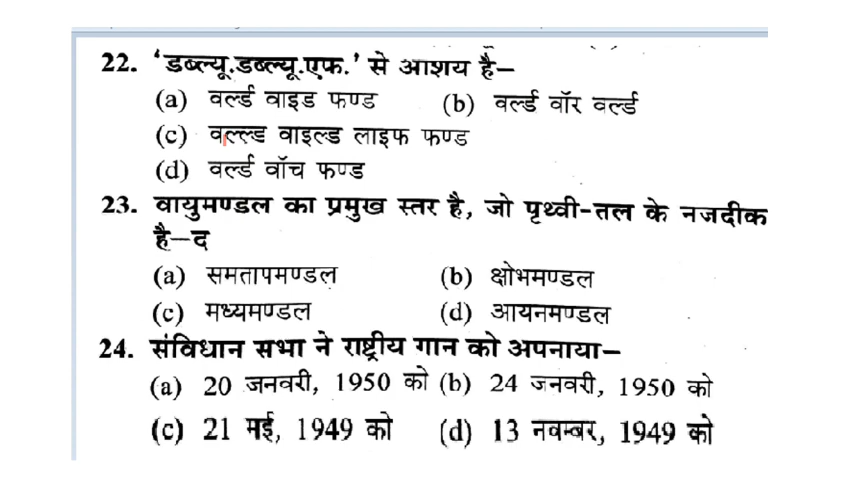 22. 'डब्ल्यू.डब्ल्यू.एफ.' से आशय है–
(a) वर्ल्ड वाइड फण्ड (b) वर्ल्ड वॉर वर्ल्ड
(c) वर्ल्ल्ड वाइल्ड लाइफ फण्ड
(d) वर्ल्ड वॉच फण्ड
23. वायुमण्डल का प्रमुख स्तर है, जो पृथ्वी-तल के नजदीक
है–द
(a) समतापमण्डल (b) क्षोभमण्डल
(c) मध्यमण्डल (d) आयनमण्डल
24. संविधान सभा ने राष्ट्रीय गान को अपनाया–
(a) 20 जनवरी, 1950 को (b) 24 जनवरी, 1950 को
(c) 21 मई, 1949 को (d) 13 नवम्बर, 1949 को